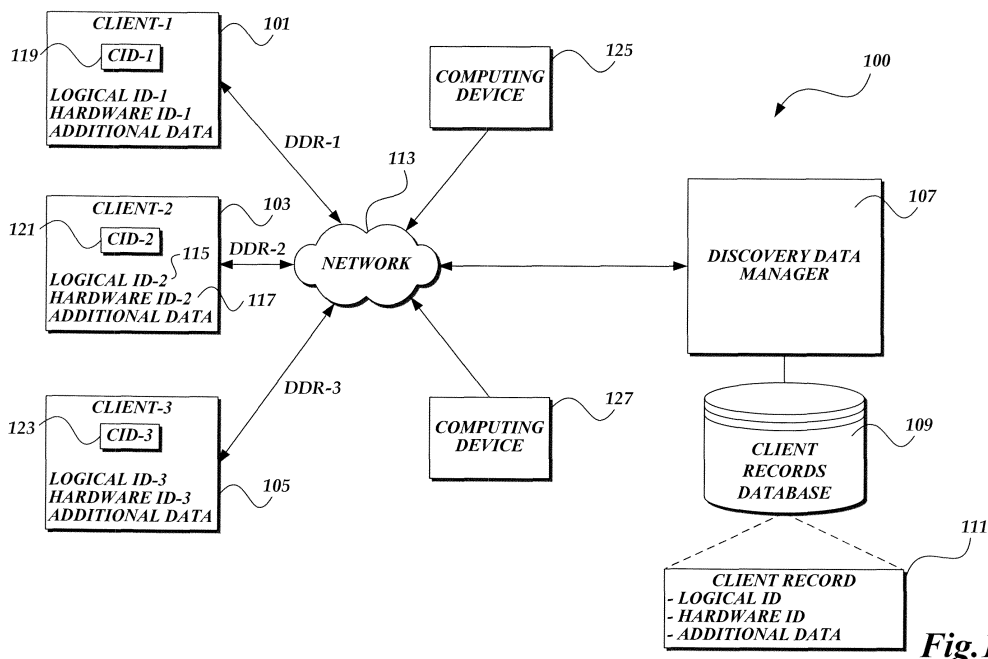 CLIENT-1
101
119
CID-1
LOGICAL ID-1
HARDWARE ID-1
ADDITIONAL DATA
DDR-1
COMPUTING
DEVICE
125
100
113
CLIENT-2
103
121
CID-2
115
LOGICAL ID-2
HARDWARE ID-2
117
ADDITIONAL DATA
DDR-2
NETWORK
107
DISCOVERY DATA
MANAGER
DDR-3
CLIENT-3
123
CID-3
LOGICAL ID-3
HARDWARE ID-3
105
ADDITIONAL DATA
COMPUTING
DEVICE
127
109
CLIENT
RECORDS
DATABASE
111
CLIENT RECORD
- LOGICAL ID
- HARDWARE ID
- ADDITIONAL DATA
Fig.1